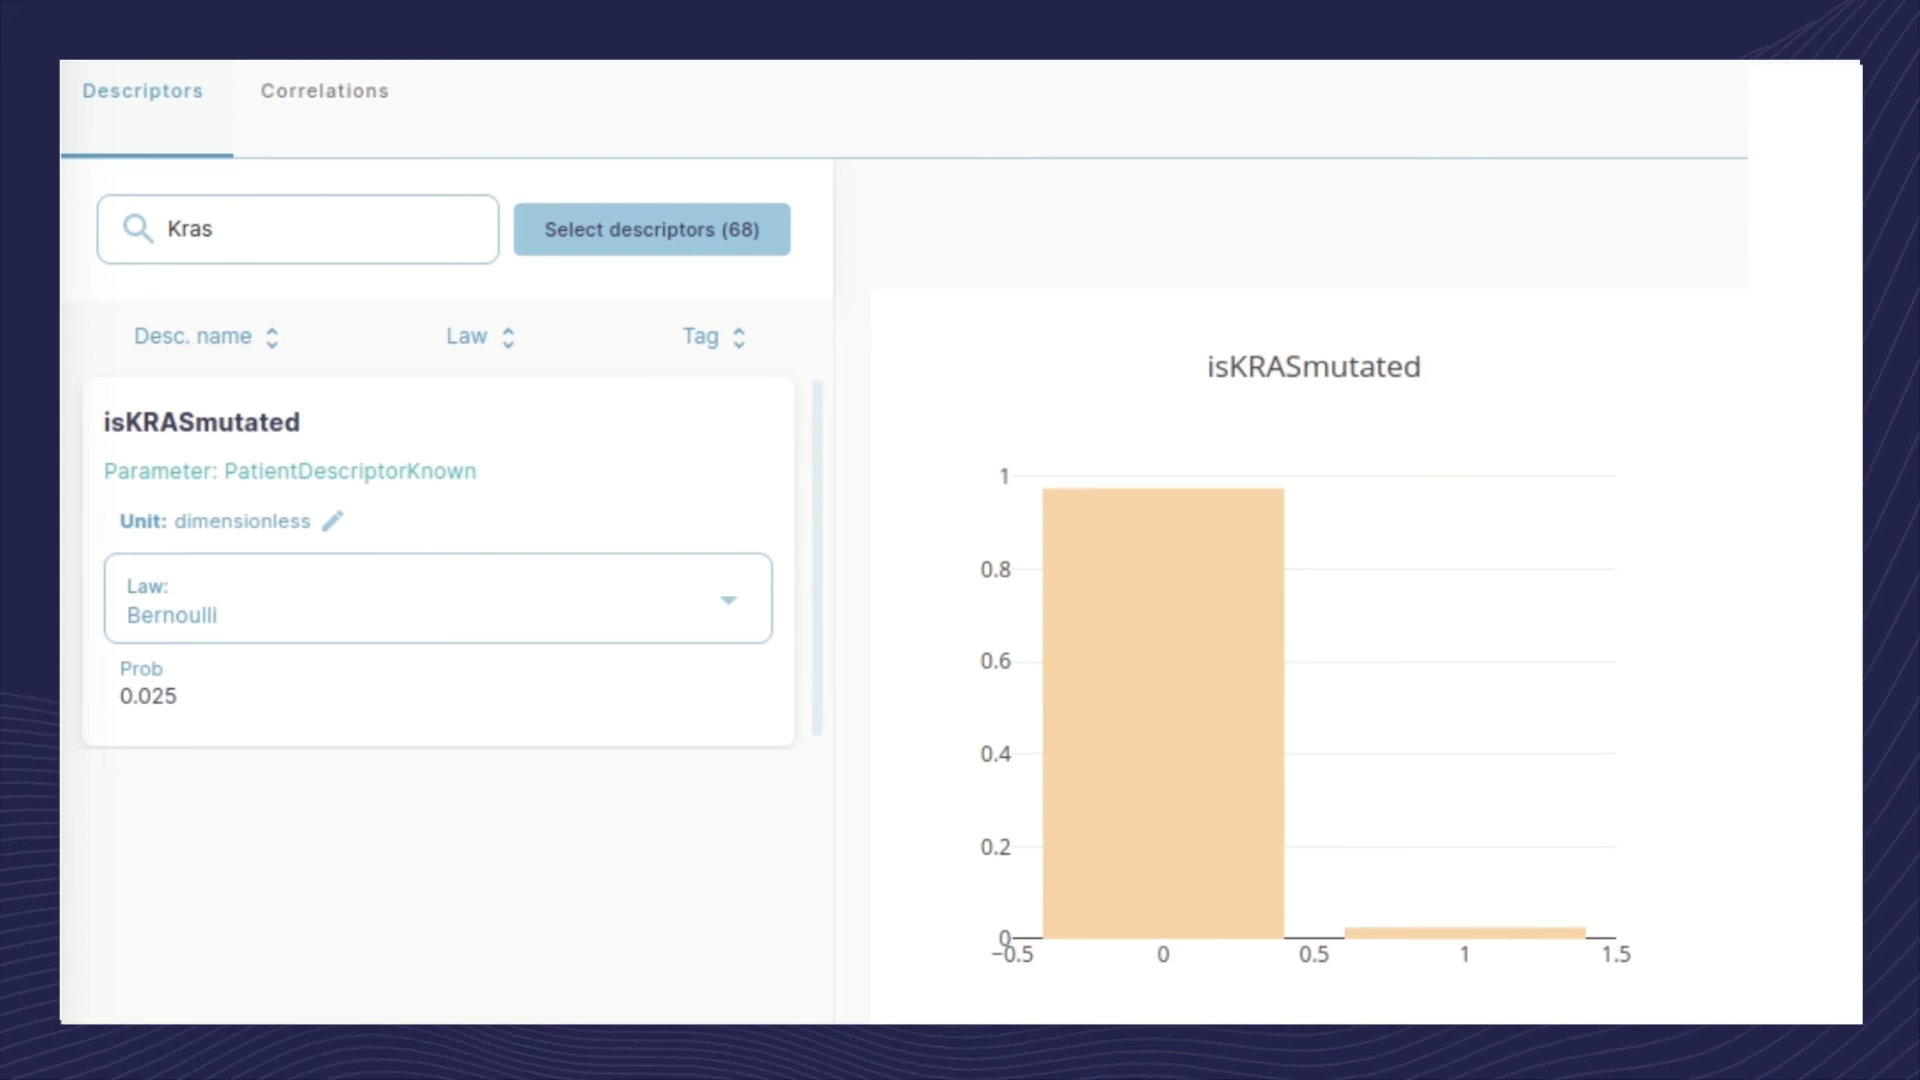 Descriptors Correlations
Kras Select descriptors (68)
Desc. name Law Tag
isKRASmutated
Parameter: PatientDescriptorKnown
Unit: dimensionless
Law:
Bernoulli
Prob
0.025
isKRASmutated
1
0.8
0.6
0.4
0.2
0
−0.5 0 0.5 1 1.5